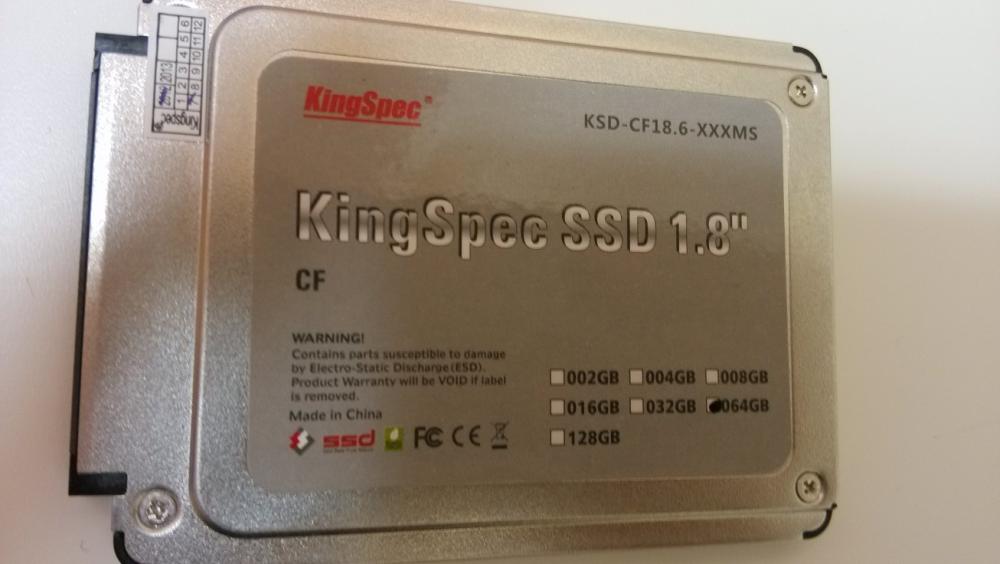 KingSpec®
KSD-CF18.6-XXXMS
KingSpec SSD 1.8"
CF
WARNING!
Contains parts susceptible to damage
by Electro-Static Discharge(ESD).
Product Warranty will be VOID if label
is removed.
Made in China
ssd
FC CE
002GB 004GB 008GB
016GB 032GB 064GB
128GB
2013
1 2 3 4 5 6
7 8 9 10 11 12
Kingspec